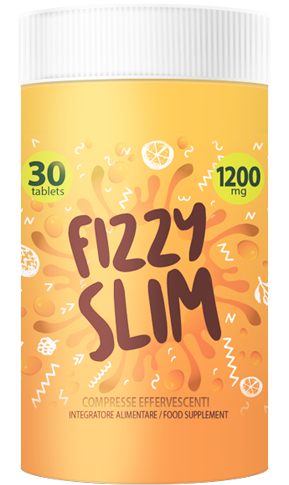 30
tablets
1200
mg
FIZZY
SLIM
COMPRESSE EFFERVESCENTI
INTEGRATORE ALIMENTARE / FOOD SUPPLEMENT